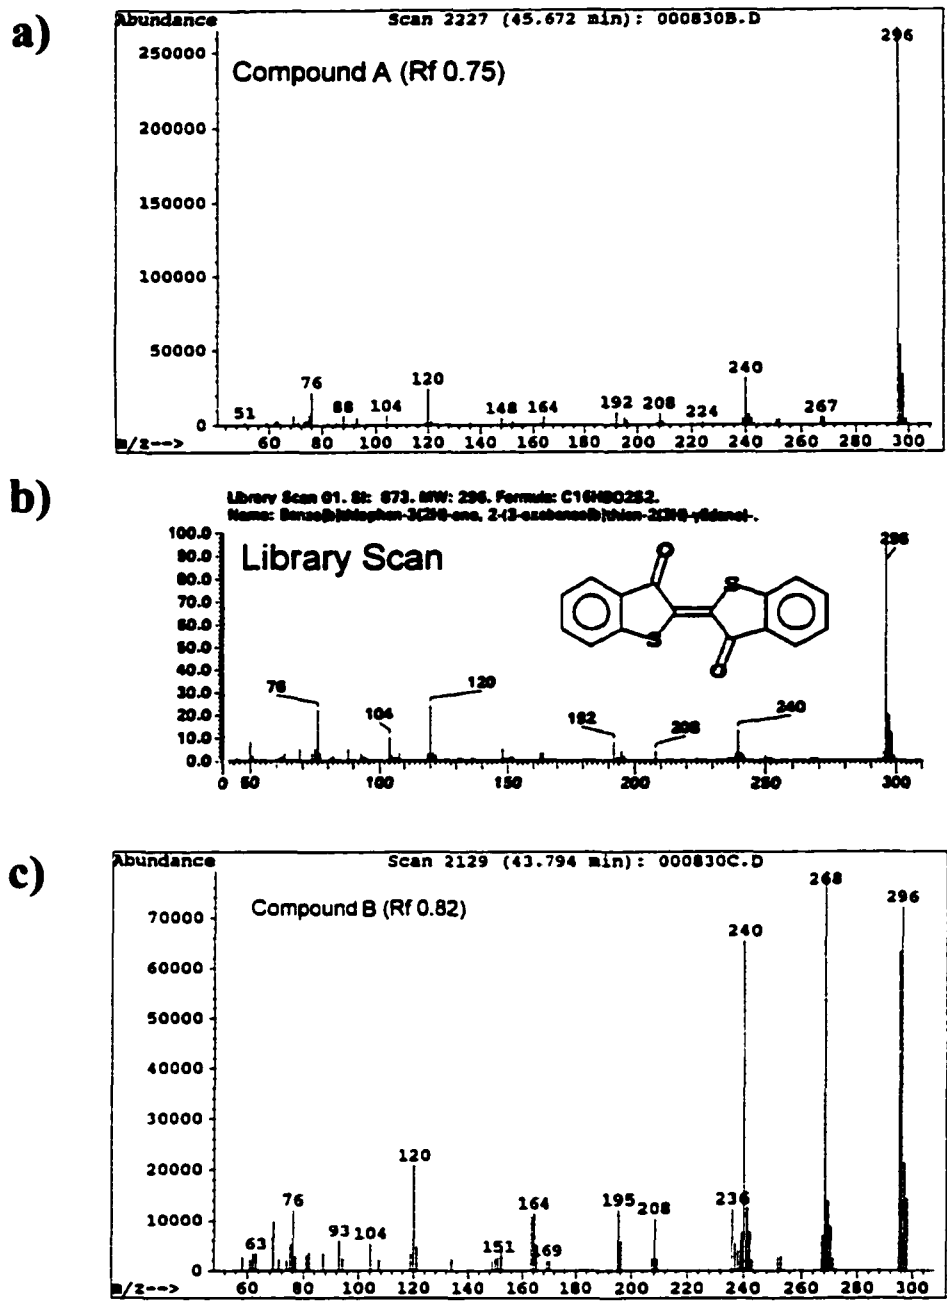 a)
Abundance Scan 2227 (45.672 min): 000830B.D
296
250000
Compound A (Rf 0.75)
200000
150000
100000
50000
240
76 120
51 88 104 148 164 192 208 224 267
0
m/z--> 60 80 100 120 140 160 180 200 220 240 260 280 300
b)
MW: 296. Formula: C16H8O2S2.
Name:
100.0
Library Scan
296
90.0
80.0
70.0
60.0
50.0
40.0
30.0
20.0
10.0
0.0
O
S
S
O
76 104 120 192 208 240
0 50 100 150 200 250 300
c)
Abundance Scan 2129 (43.794 min): 000830C.D
268
296
Compound B (Rf 0.82)
70000
240
60000
50000
40000
30000
20000
120
10000
76 164 195 208 236
63 93 104 151 169
0
m/z--> 60 80 100 120 140 160 180 200 220 240 260 280 300